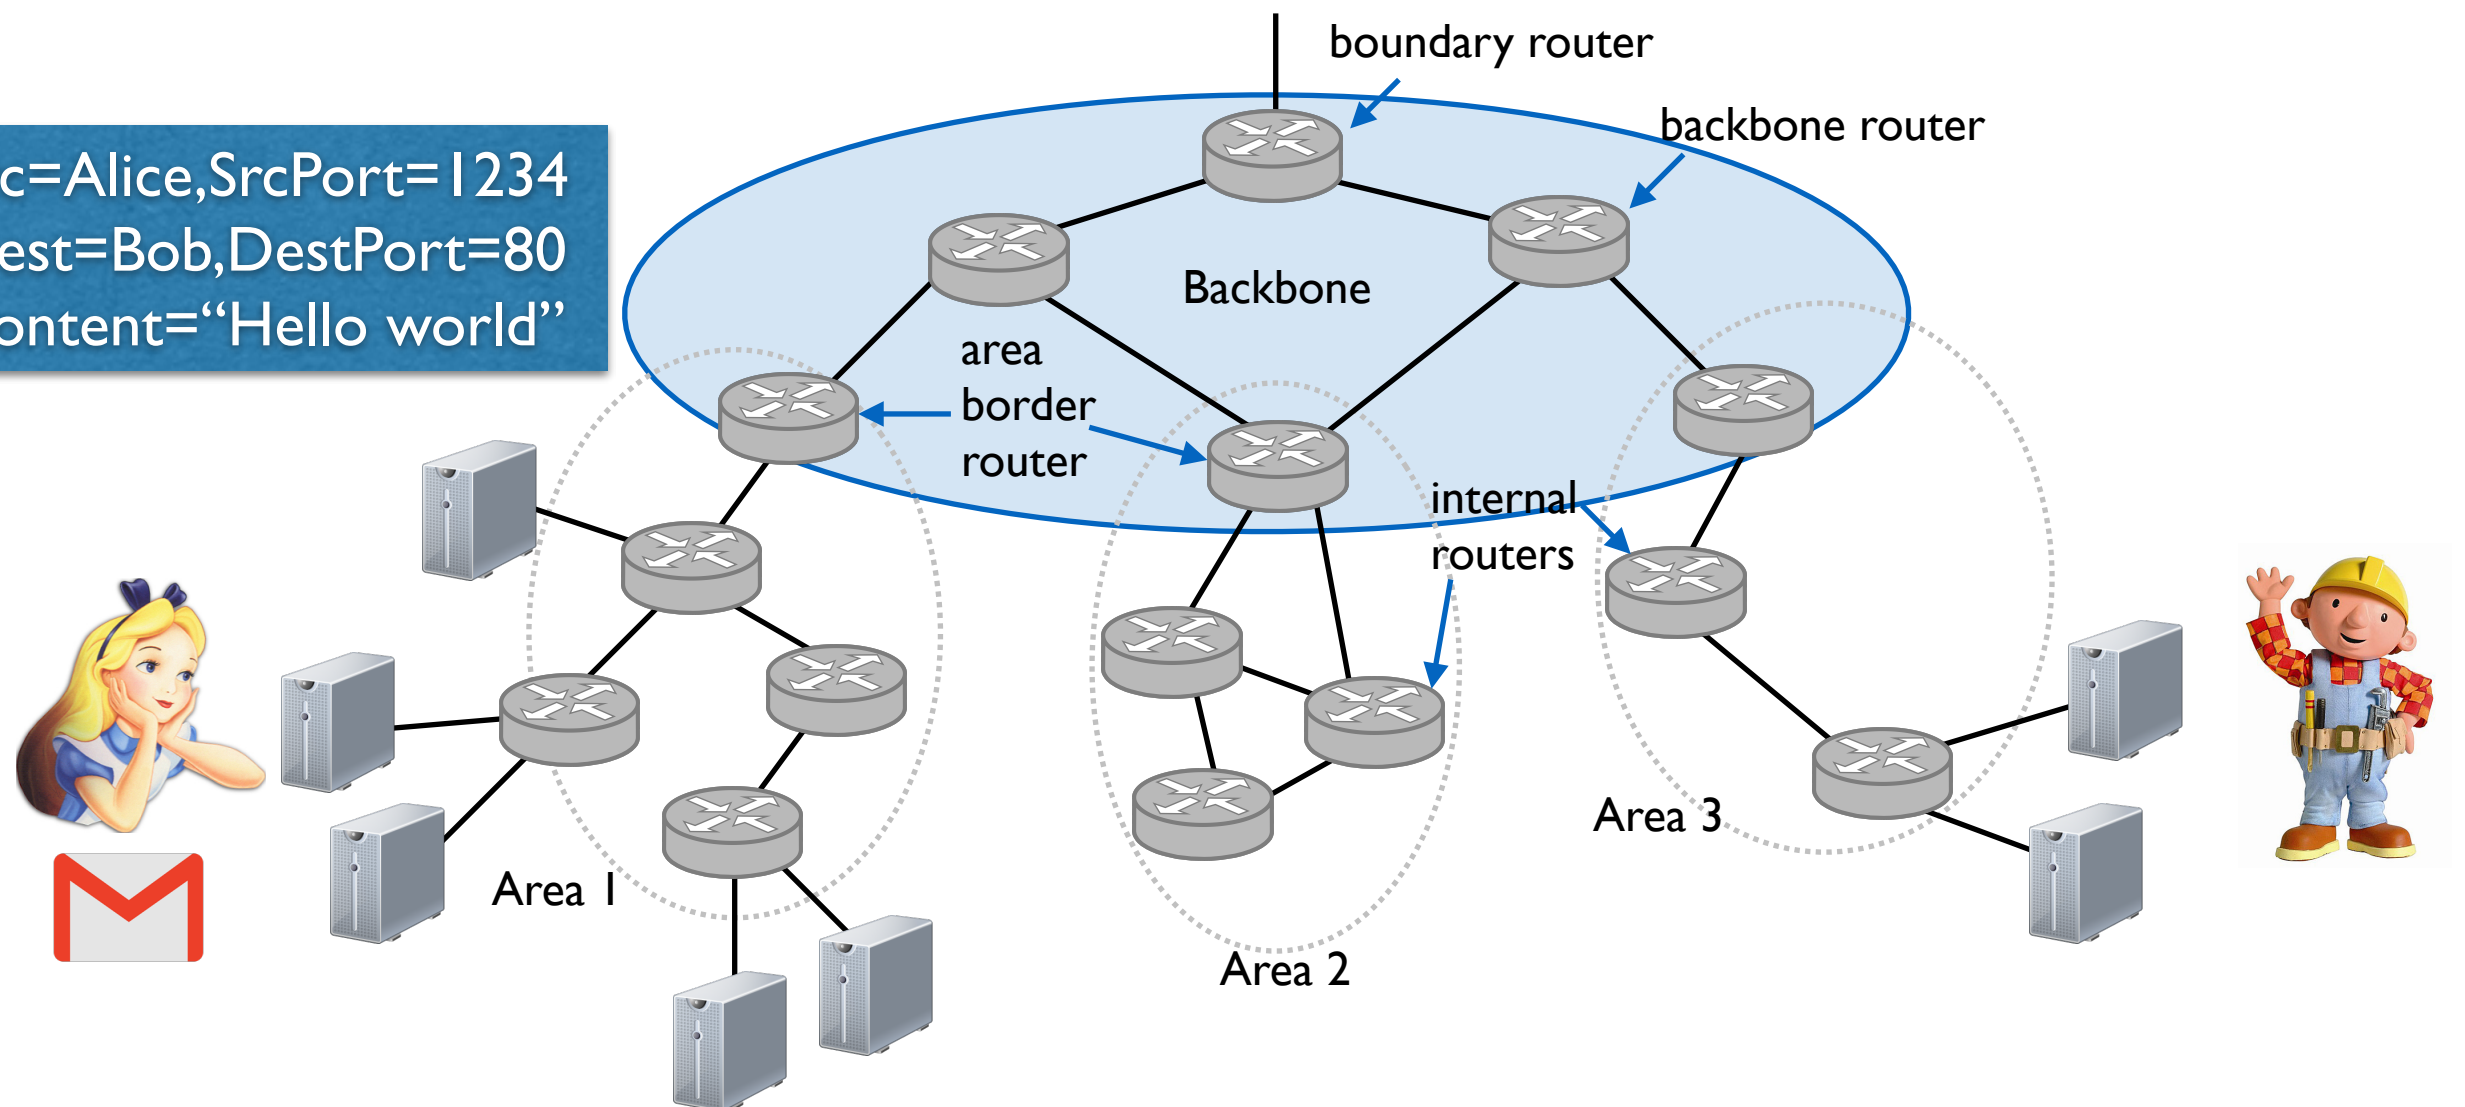 boundary router
backbone router
c=Alice,SrcPort=1234
est=Bob,DestPort=80
ontent=“Hello world”
Backbone
area
border
router
internal
routers
Area 1
Area 2
Area 3